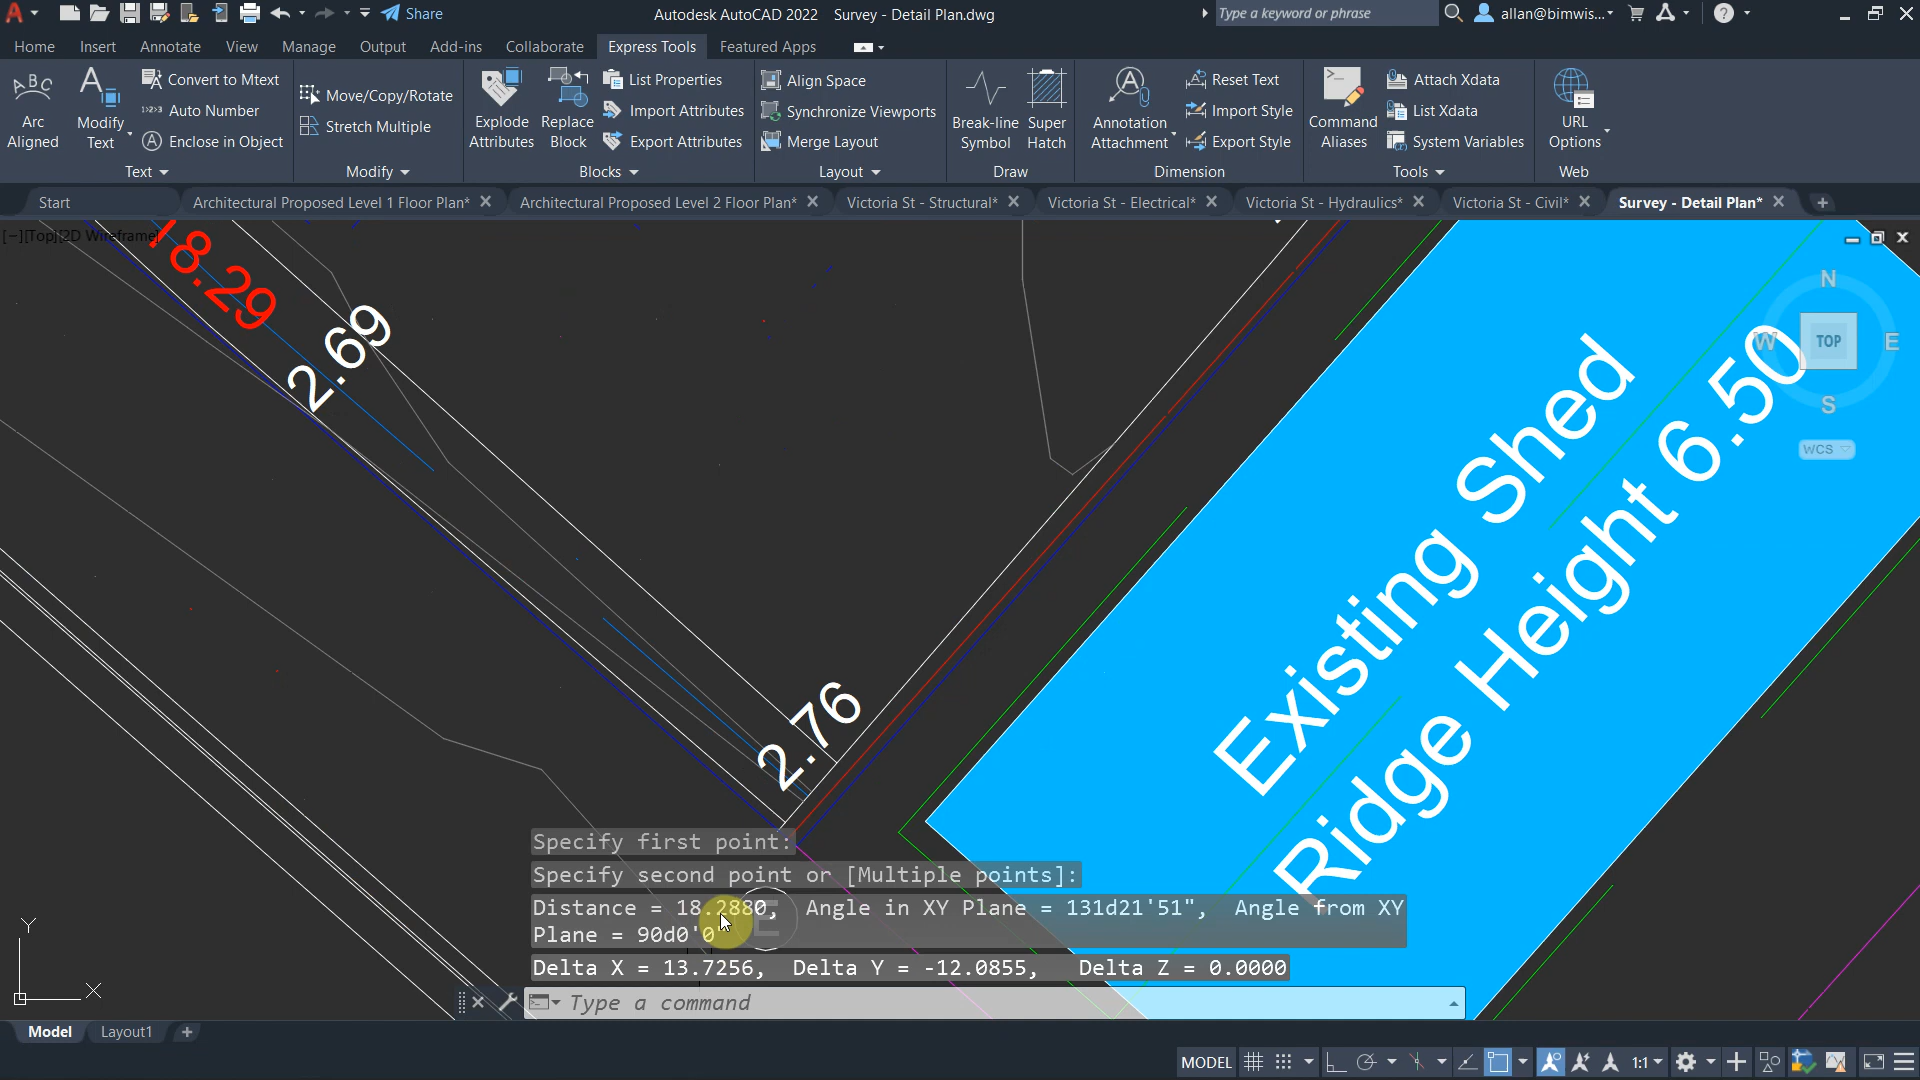 Share
Autodesk AutoCAD 2022 Survey - Detail Plan.dwg
Type a keyword or phrase
allan@bimwis...
Home Insert Annotate View Manage Output Add-ins Collaborate Express Tools Featured Apps
Arc Aligned
Modify Text
Convert to Mtext
Auto Number
Enclose in Object
Text
Move/Copy/Rotate
Stretch Multiple
Modify
Explode Attributes
Replace Block
List Properties
Import Attributes
Export Attributes
Blocks
Align Space
Synchronize Viewports
Merge Layout
Layout
Break-line Symbol
Super Hatch
Draw
Annotation Attachment
Reset Text
Import Style
Export Style
Dimension
Command Aliases
Attach Xdata
List Xdata
System Variables
Tools
URL Options
Web
Start
Architectural Proposed Level 1 Floor Plan*
Architectural Proposed Level 2 Floor Plan*
Victoria St - Structural*
Victoria St - Electrical*
Victoria St - Hydraulics*
Victoria St - Civil*
Survey - Detail Plan*
[−][Top][2D Wireframe]
18.29
2.69
2.76
Existing Shed
Ridge Height 6.50
N
W
TOP
E
S
WCS
Specify first point:
Specify second point or [Multiple points]:
Distance = 18.2880, Angle in XY Plane = 131d21'51", Angle from XY
Plane = 90d0'0"
Delta X = 13.7256, Delta Y = -12.0855, Delta Z = 0.0000
Type a command
E
Y
X
Model Layout1
MODEL
1:1